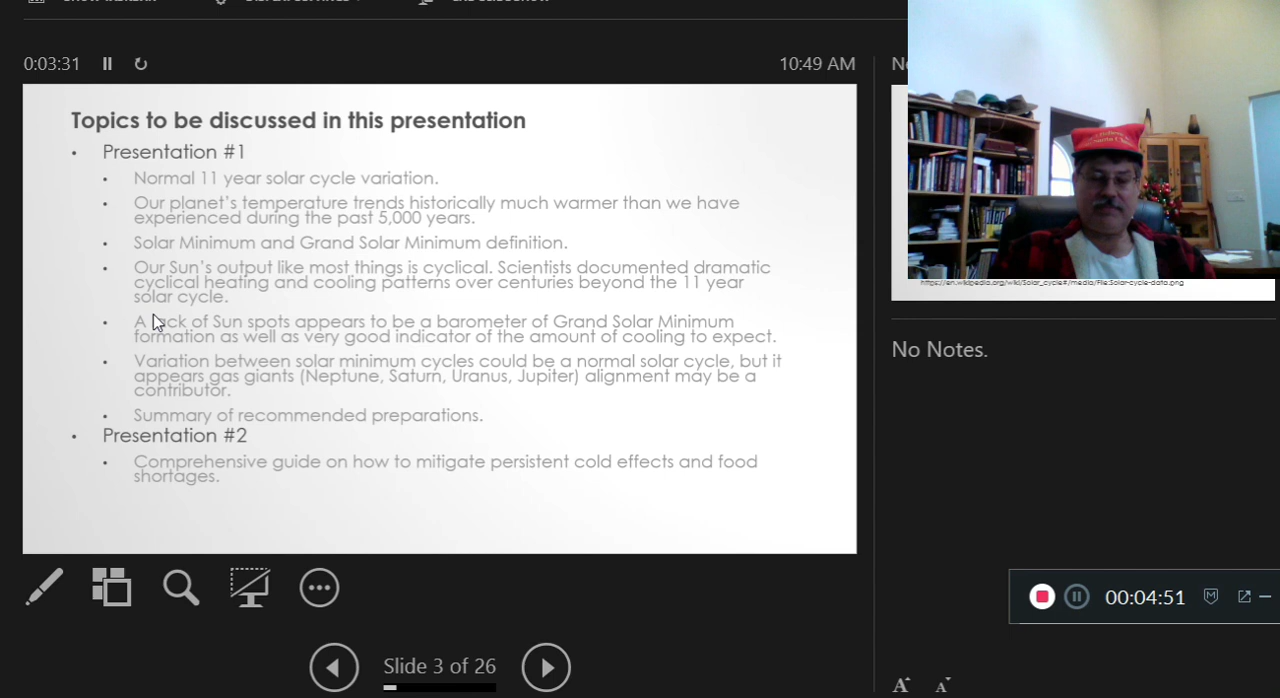 0:03:31
10:49 AM
Topics to be discussed in this presentation
• Presentation #1
• Normal 11 year solar cycle variation.
• Our planet's temperature trends historically much warmer than we have
experienced during the past 5,000 years.
• Solar Minimum and Grand Solar Minimum definition.
• Our Sun's output like most things is cyclical. Scientists documented dramatic
cyclical heating and cooling patterns over centuries beyond the 11 year
solar cycle.
• A lack of Sun spots appears to be a barometer of Grand Solar Minimum
formation as well as very good indicator of the amount of cooling to expect.
• Variation between solar minimum cycles could be a normal solar cycle, but it
appears gas giants (Neptune, Saturn, Uranus, Jupiter) alignment may be a
contributor.
• Summary of recommended preparations.
• Presentation #2
• Comprehensive guide on how to mitigate persistent cold effects and food
shortages.
https://en.wikipedia.org/wiki/Solar_cycle#/media/File:Solar-cycle-data.png
No Notes.
00:04:51
Slide 3 of 26
A A